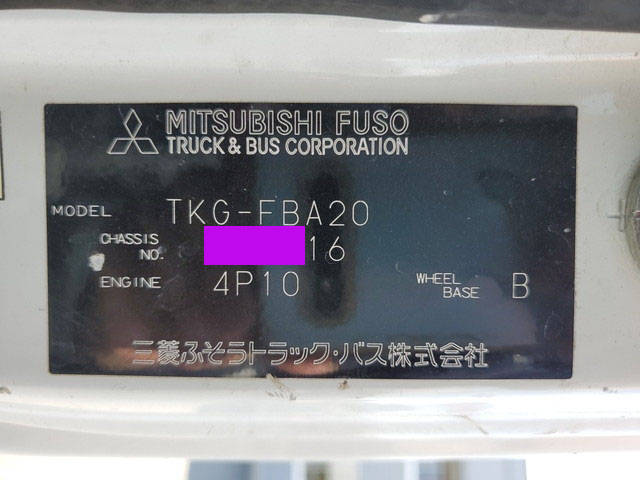 MITSUBISHI FUSO
TRUCK & BUS CORPORATION
MODEL TKG-FBA20
CHASSIS NO. 16
ENGINE 4P10 WHEEL BASE B
三菱ふそうトラック・バス株式会社